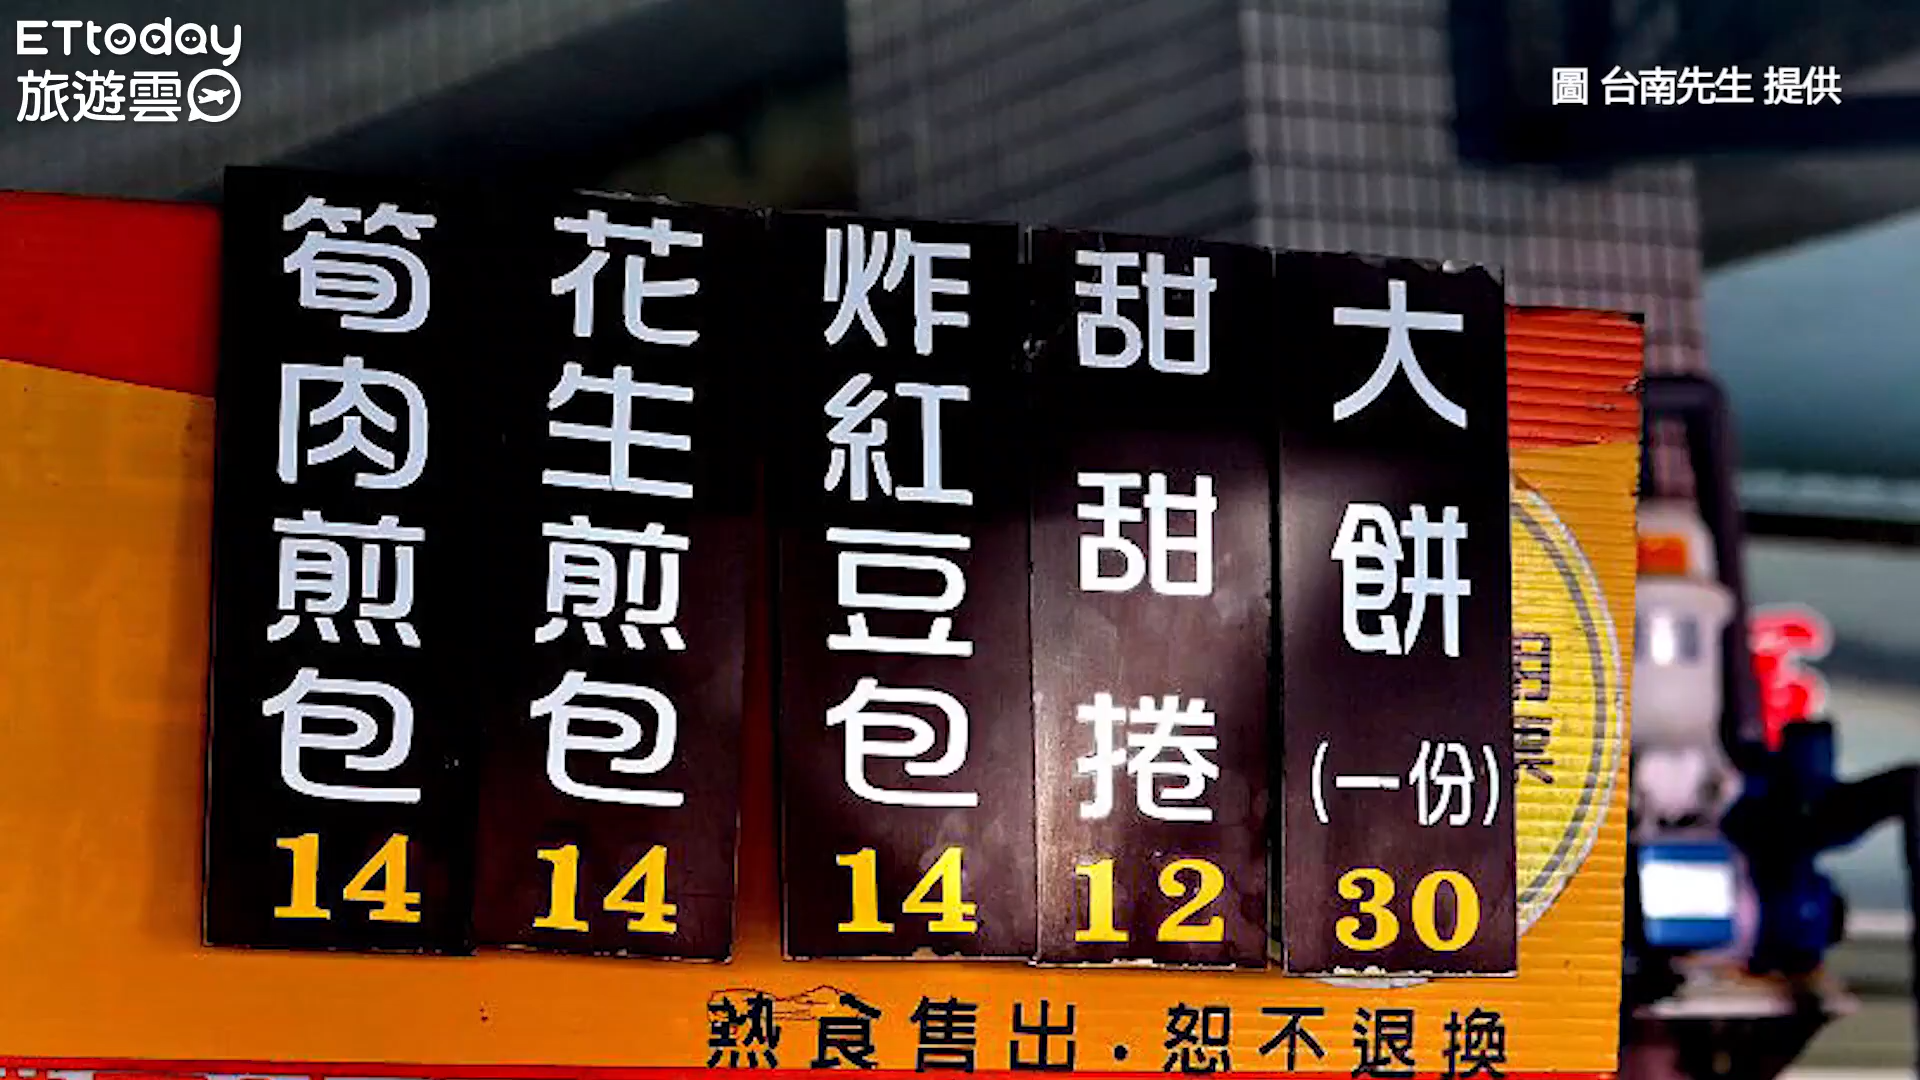 ETtoday
旅遊雲
圖 台南先生 提供
筍肉煎包
14
花生煎包
14
炸紅豆包
14
甜甜捲
12
大餅
(一份)
30
熱食售出．恕不退換